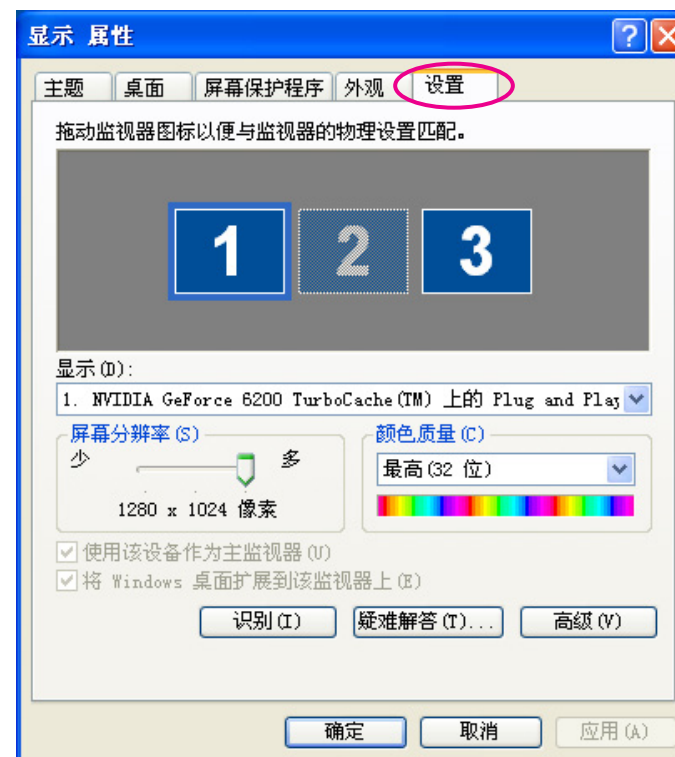 显示 属性
主题 桌面 屏幕保护程序 外观 设置
拖动监视器图标以便与监视器的物理设置匹配。
1 2 3
显示(D):
1. NVIDIA GeForce 6200 TurboCache(TM) 上的 Plug and Play
屏幕分辨率(S)
少 多
1280 x 1024 像素
颜色质量(C)
最高(32 位)
使用该设备作为主监视器(U)
将 Windows 桌面扩展到该监视器上(E)
识别(I) 疑难解答(T)... 高级(V)
确定 取消 应用(A)